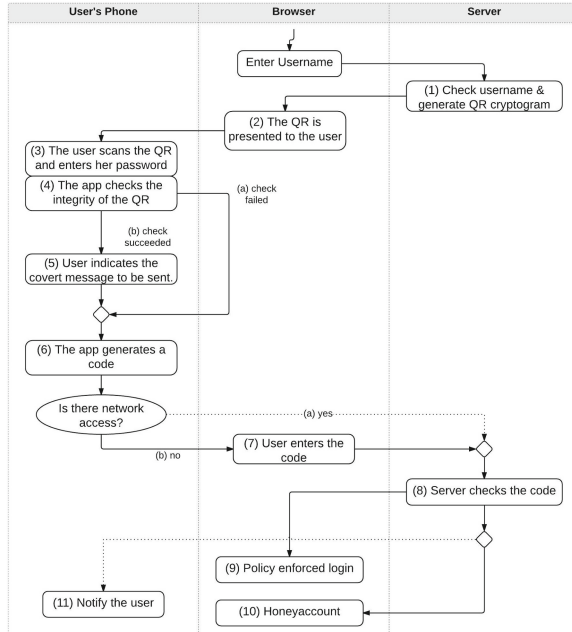 User's Phone
Browser
Server
Enter Username
(1) Check username &
generate QR cryptogram
(2) The QR is
presented to the user
(3) The user scans the QR
and enters her password
(4) The app checks the
integrity of the QR
(a) check
failed
(b) check
succeeded
(5) User indicates the
covert message to be sent.
(6) The app generates a
code
Is there network
access?
(a) yes
(b) no
(7) User enters the
code
(8) Server checks the code
(9) Policy enforced login
(11) Notify the user
(10) Honeyaccount